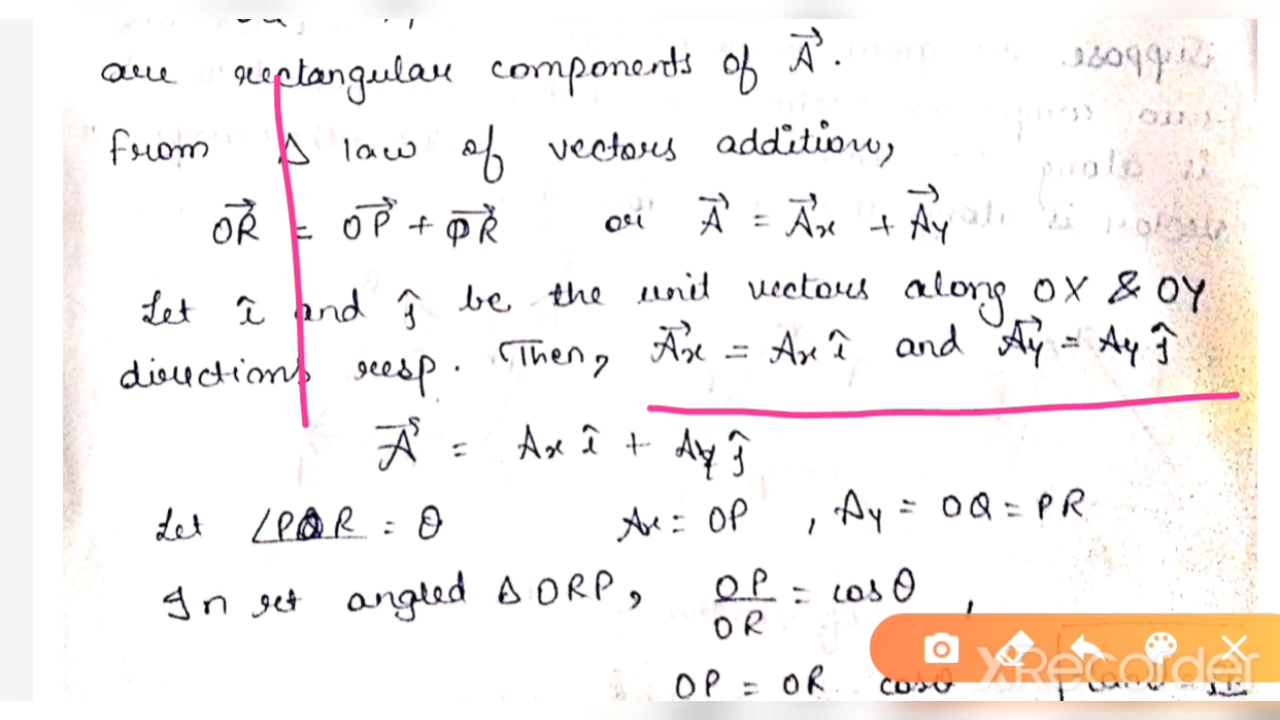 are rectangular components of A⃗.
From Δ law of vectors addition,
OR⃗ = OP⃗ + PR⃗ or A⃗ = A⃗x + A⃗y
Let î and ĵ be the unit vectors along OX & OY
directions resp. Then, A⃗x = Ax î and A⃗y = Ay ĵ
A⃗ = Ax î + Ay ĵ
Let ∠POR = θ Ax = OP , Ay = OQ = PR
In rt angled Δ ORP, OP/OR = cos θ ,
OP = OR cosθ
XRecorder